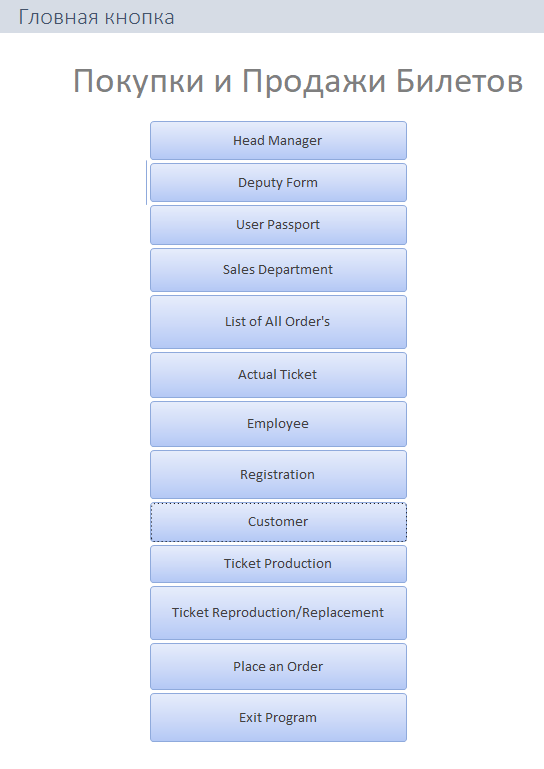 Гловная кнопка
Покупки и Продажи Билетов
Head Manager
Deputy Form
User Passport
Sales Department
List of All Order's
Actual Ticket
Employee
Registration
Customer
Ticket Production
Ticket Reproduction/Replacement
Place an Order
Exit Program